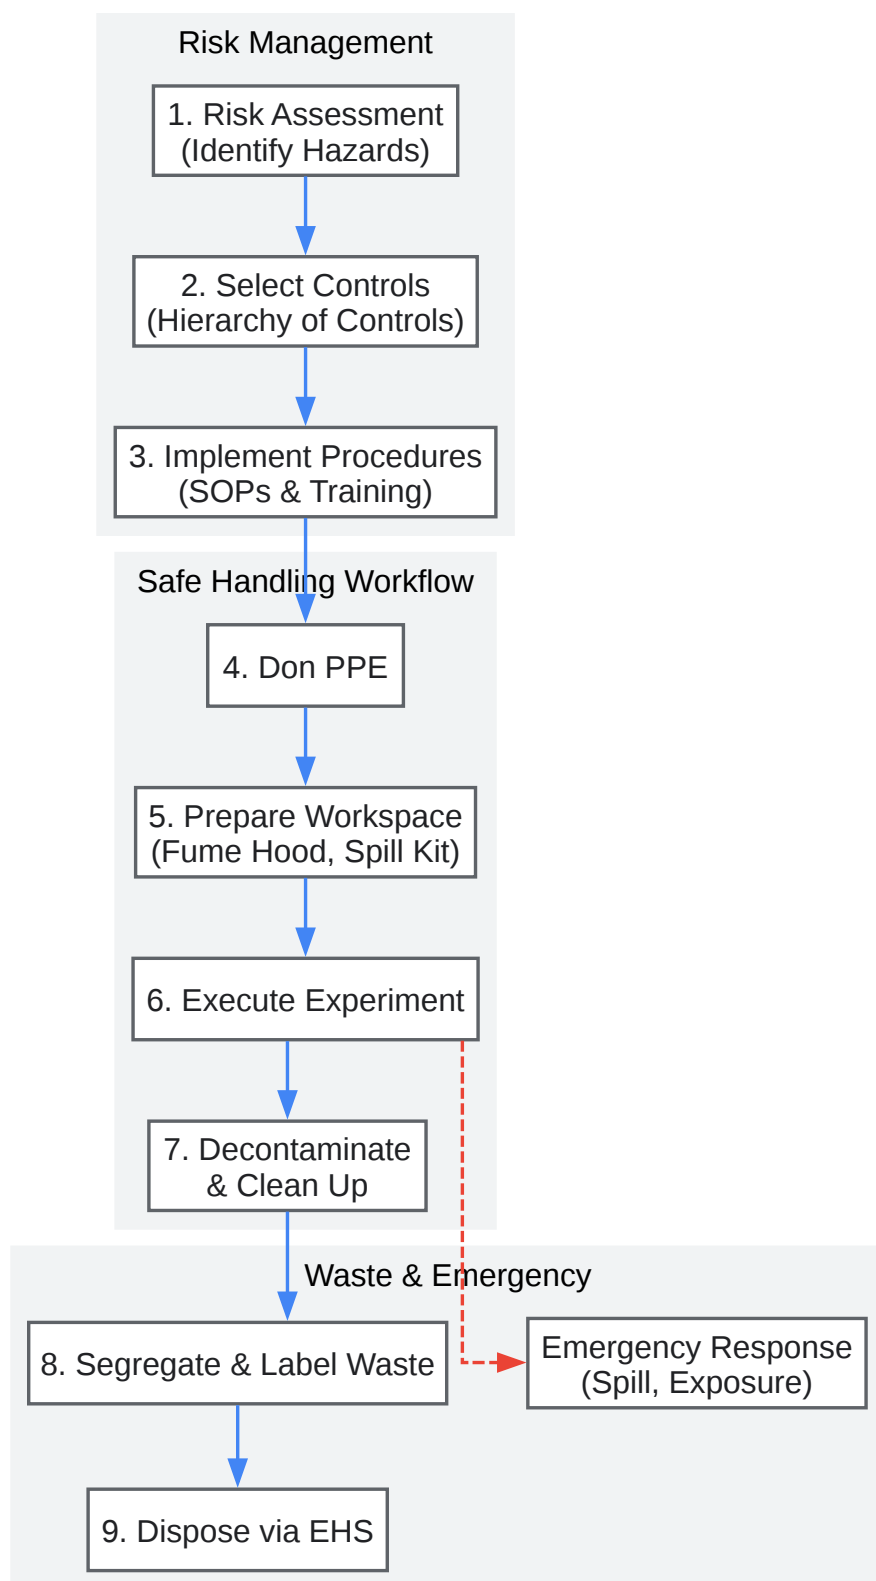 Risk Management
1. Risk Assessment
(Identify Hazards)
2. Select Controls
(Hierarchy of Controls)
3. Implement Procedures
(SOPs & Training)
Safe Handling Workflow
4. Don PPE
5. Prepare Workspace
(Fume Hood, Spill Kit)
6. Execute Experiment
7. Decontaminate
& Clean Up
Waste & Emergency
8. Segregate & Label Waste
Emergency Response
(Spill, Exposure)
9. Dispose via EHS